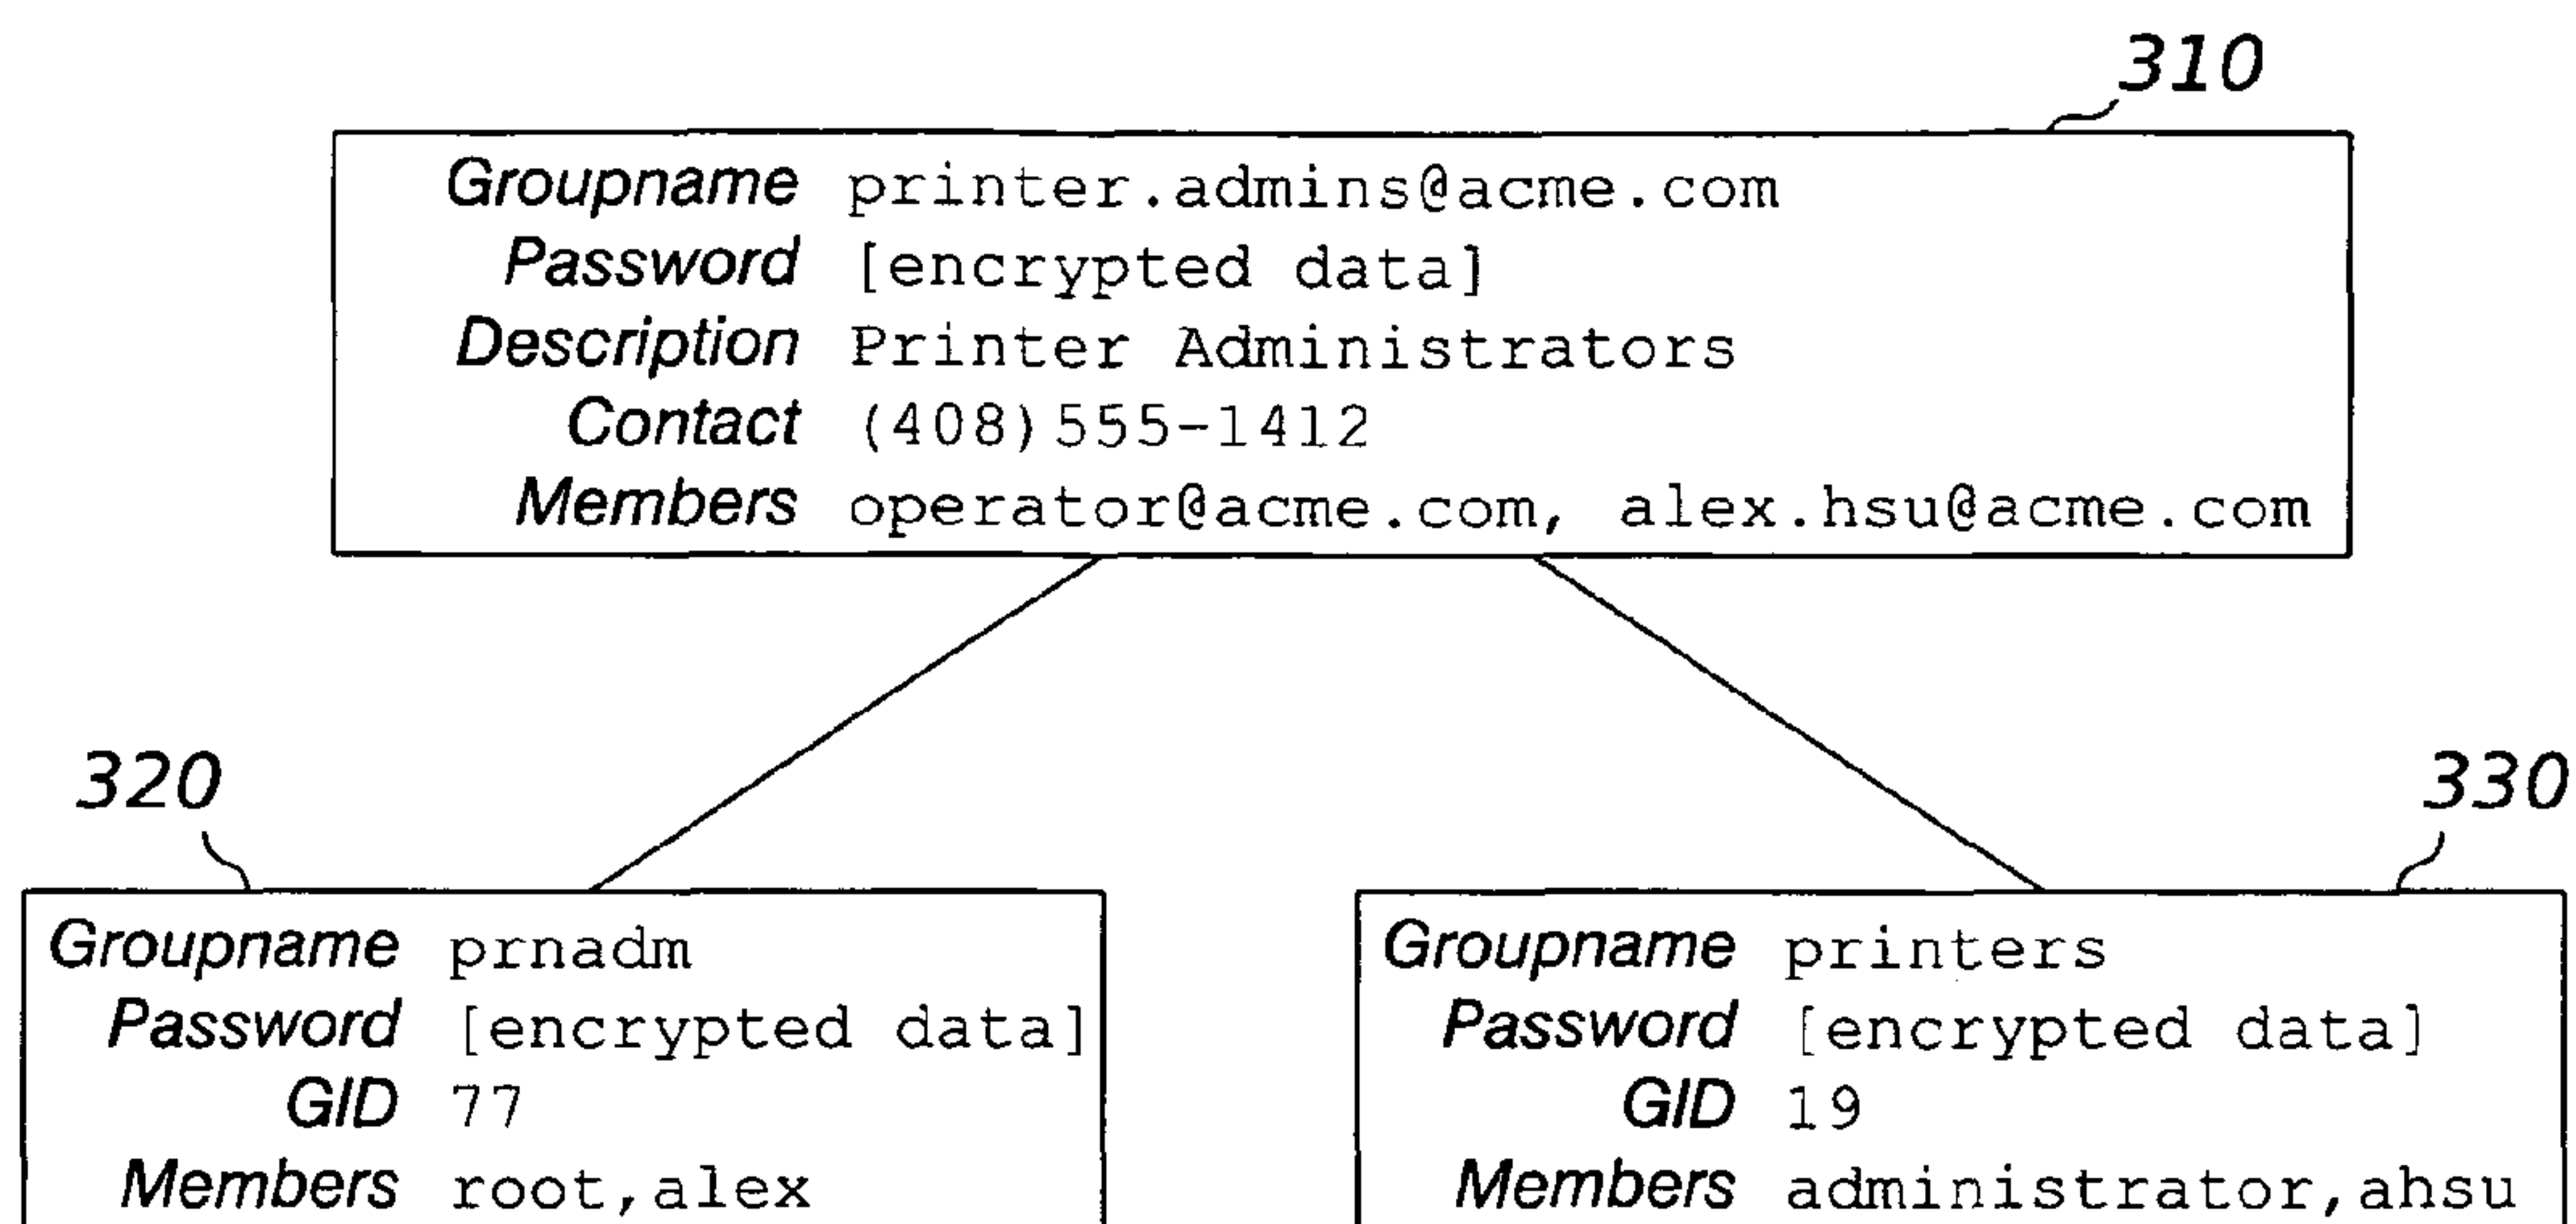 310
Groupname printer.admins@acme.com
Password [encrypted data]
Description Printer Administrators
Contact (408)555-1412
Members operator@acme.com, alex.hsu@acme.com
320
Groupname prnadm
Password [encrypted data]
GID 77
Members root,alex
330
Groupname printers
Password [encrypted data]
GID 19
Members administrator,ahsu